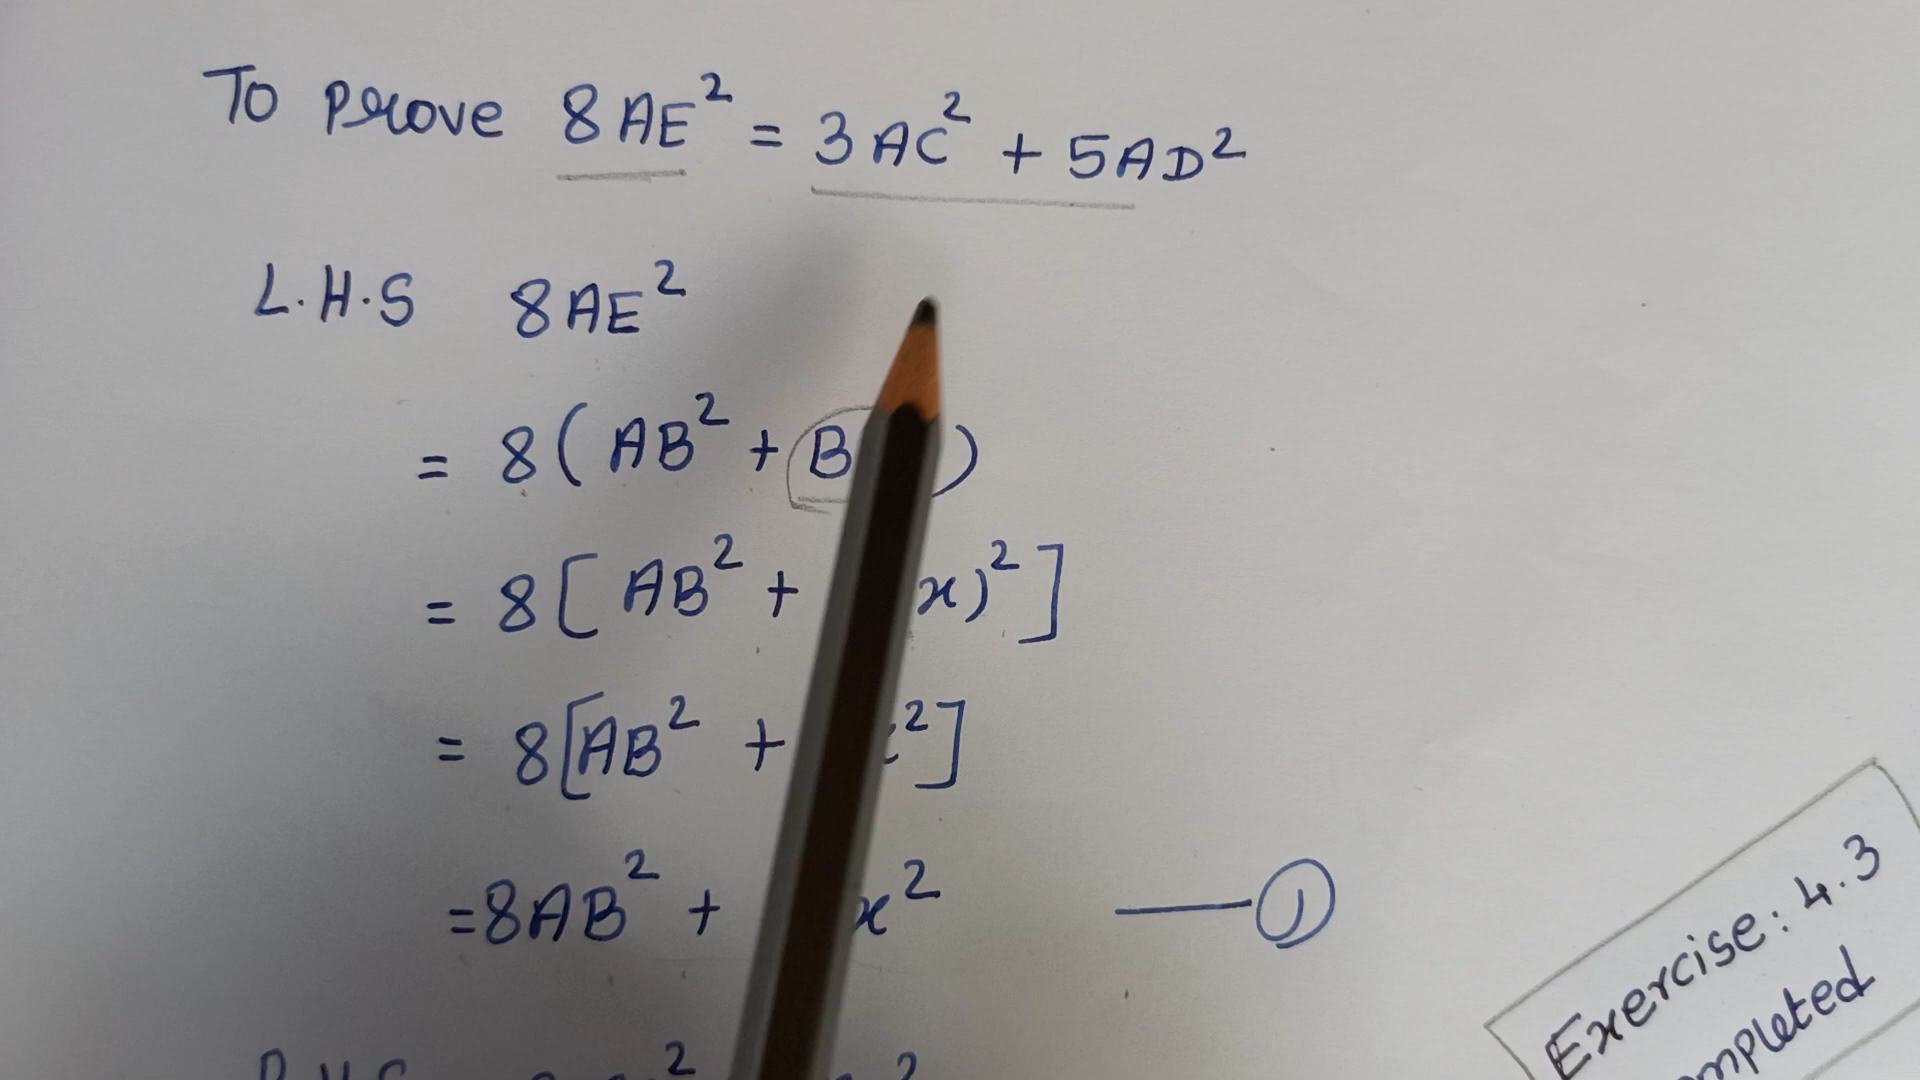 To prove 8AE² = 3AC² + 5AD²
L.H.S 8AE²
= 8(AB² + B )
= 8[AB² + x)²]
= 8[AB² + ²]
=8AB² + x² — ①
Exercise: 4.3